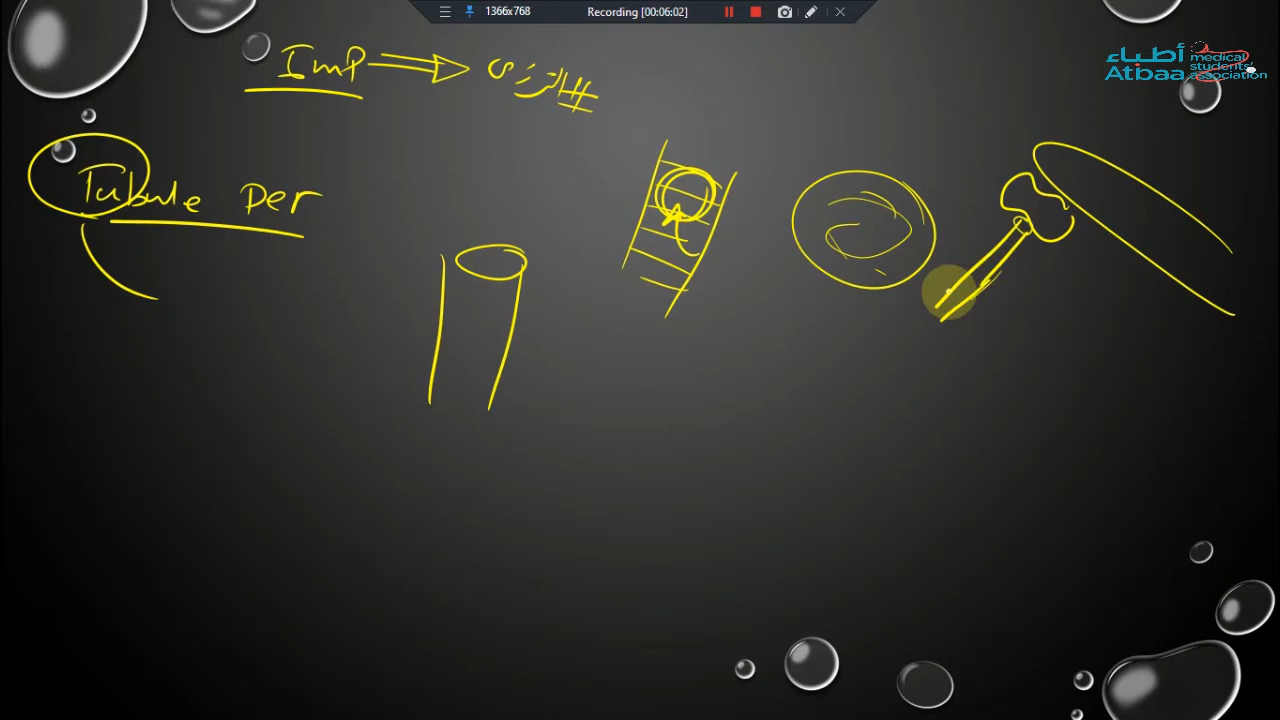 1366x768
Recording [00:06:02]
Imp
Tubule per
أطباء
Atbaa
medical
students'
association